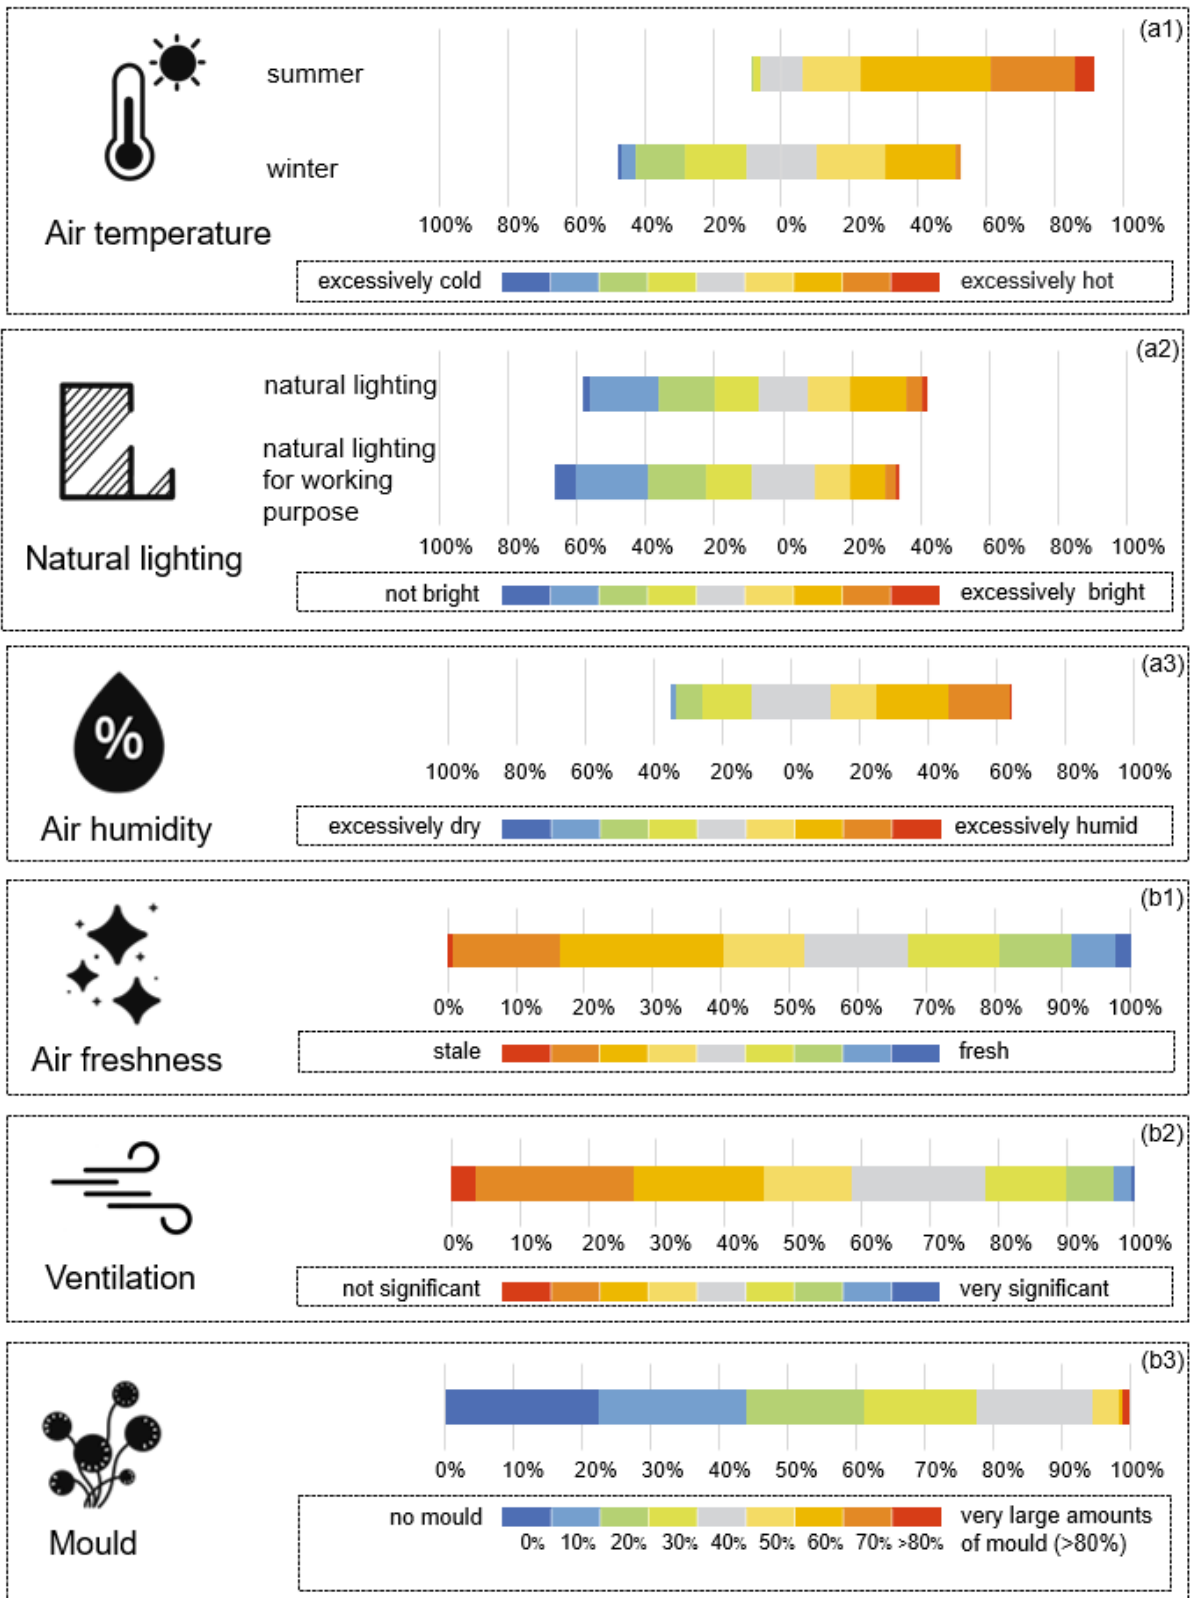 (a1)
summer
winter
Air temperature
100% 80% 60% 40% 20% 0% 20% 40% 60% 80% 100%
excessively cold excessively hot
(a2)
natural lighting
natural lighting
for working
purpose
Natural lighting
100% 80% 60% 40% 20% 0% 20% 40% 60% 80% 100%
not bright excessively bright
(a3)
%
Air humidity
100% 80% 60% 40% 20% 0% 20% 40% 60% 80% 100%
excessively dry excessively humid
(b1)
Air freshness
0% 10% 20% 30% 40% 50% 60% 70% 80% 90% 100%
stale fresh
(b2)
Ventilation
0% 10% 20% 30% 40% 50% 60% 70% 80% 90% 100%
not significant very significant
(b3)
Mould
0% 10% 20% 30% 40% 50% 60% 70% 80% 90% 100%
no mould very large amounts
0% 10% 20% 30% 40% 50% 60% 70% >80% of mould (>80%)